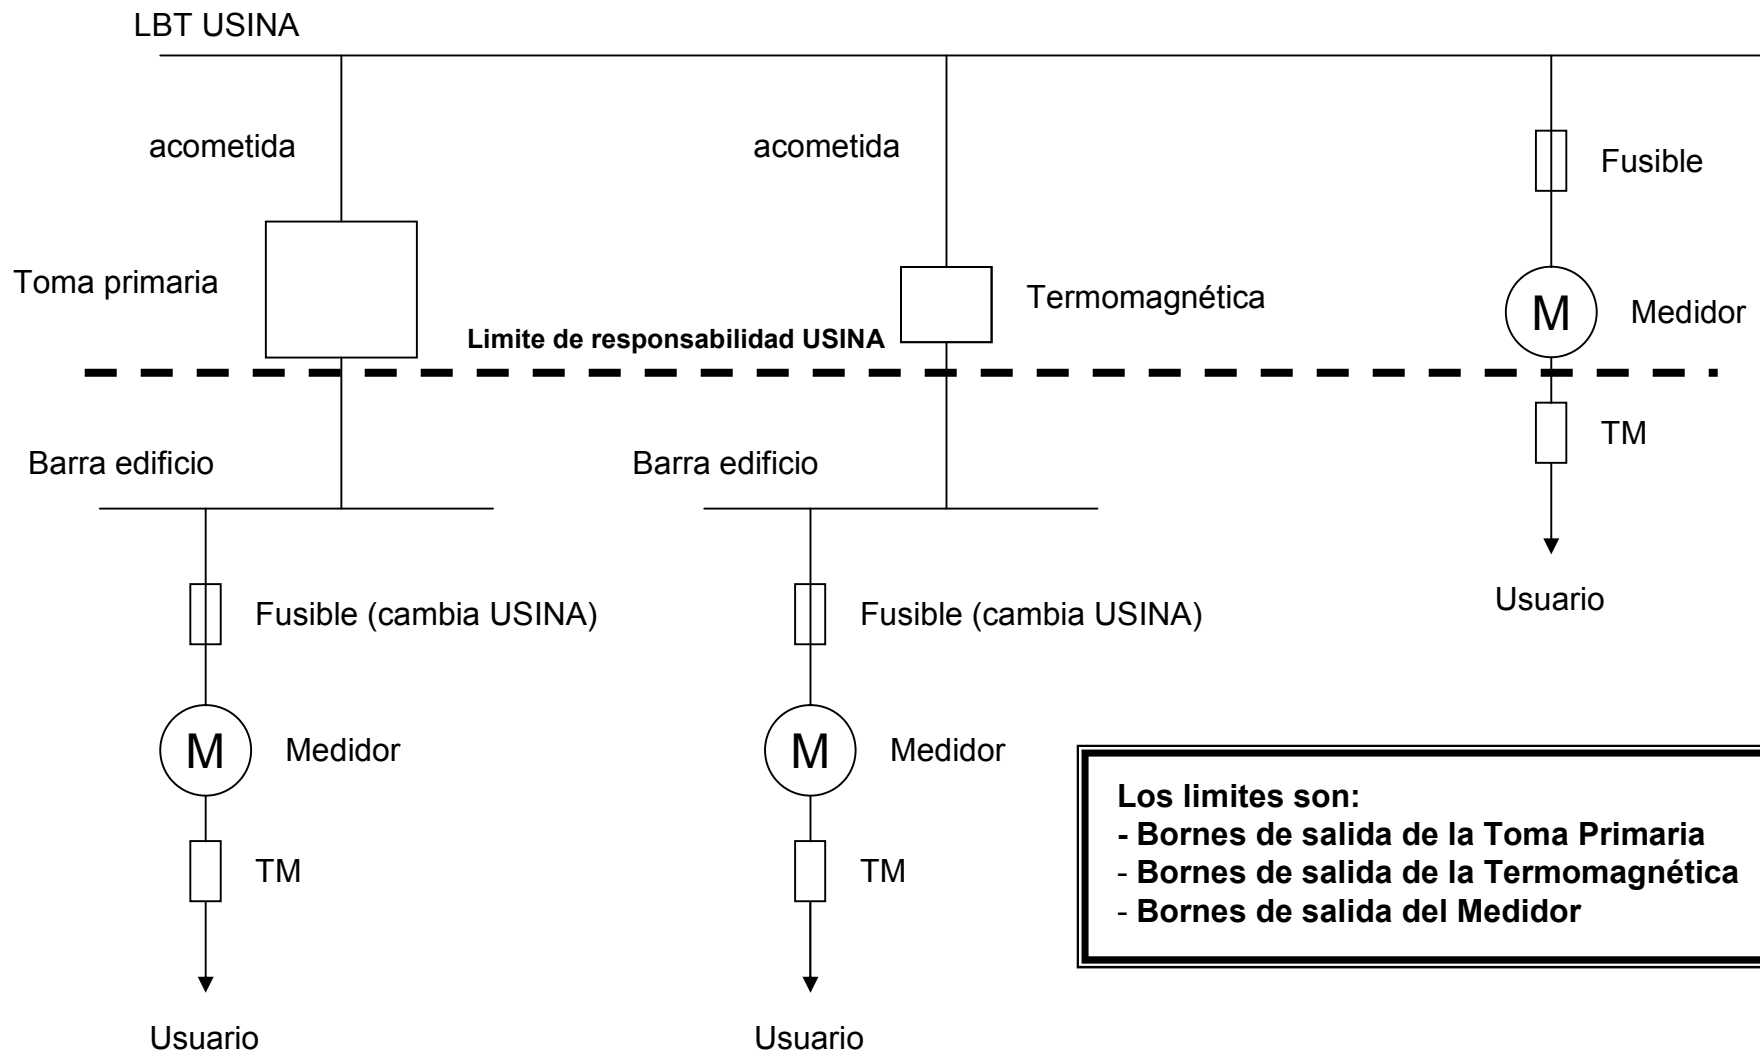 LBT USINA
acometida
acometida
Fusible
Toma primaria
Termomagnética
M
Medidor
Limite de responsabilidad USINA
TM
Barra edificio
Barra edificio
Usuario
Fusible (cambia USINA)
Fusible (cambia USINA)
M
Medidor
M
Medidor
TM
TM
Los limites son:
- Bornes de salida de la Toma Primaria
- Bornes de salida de la Termomagnética
- Bornes de salida del Medidor
Usuario
Usuario